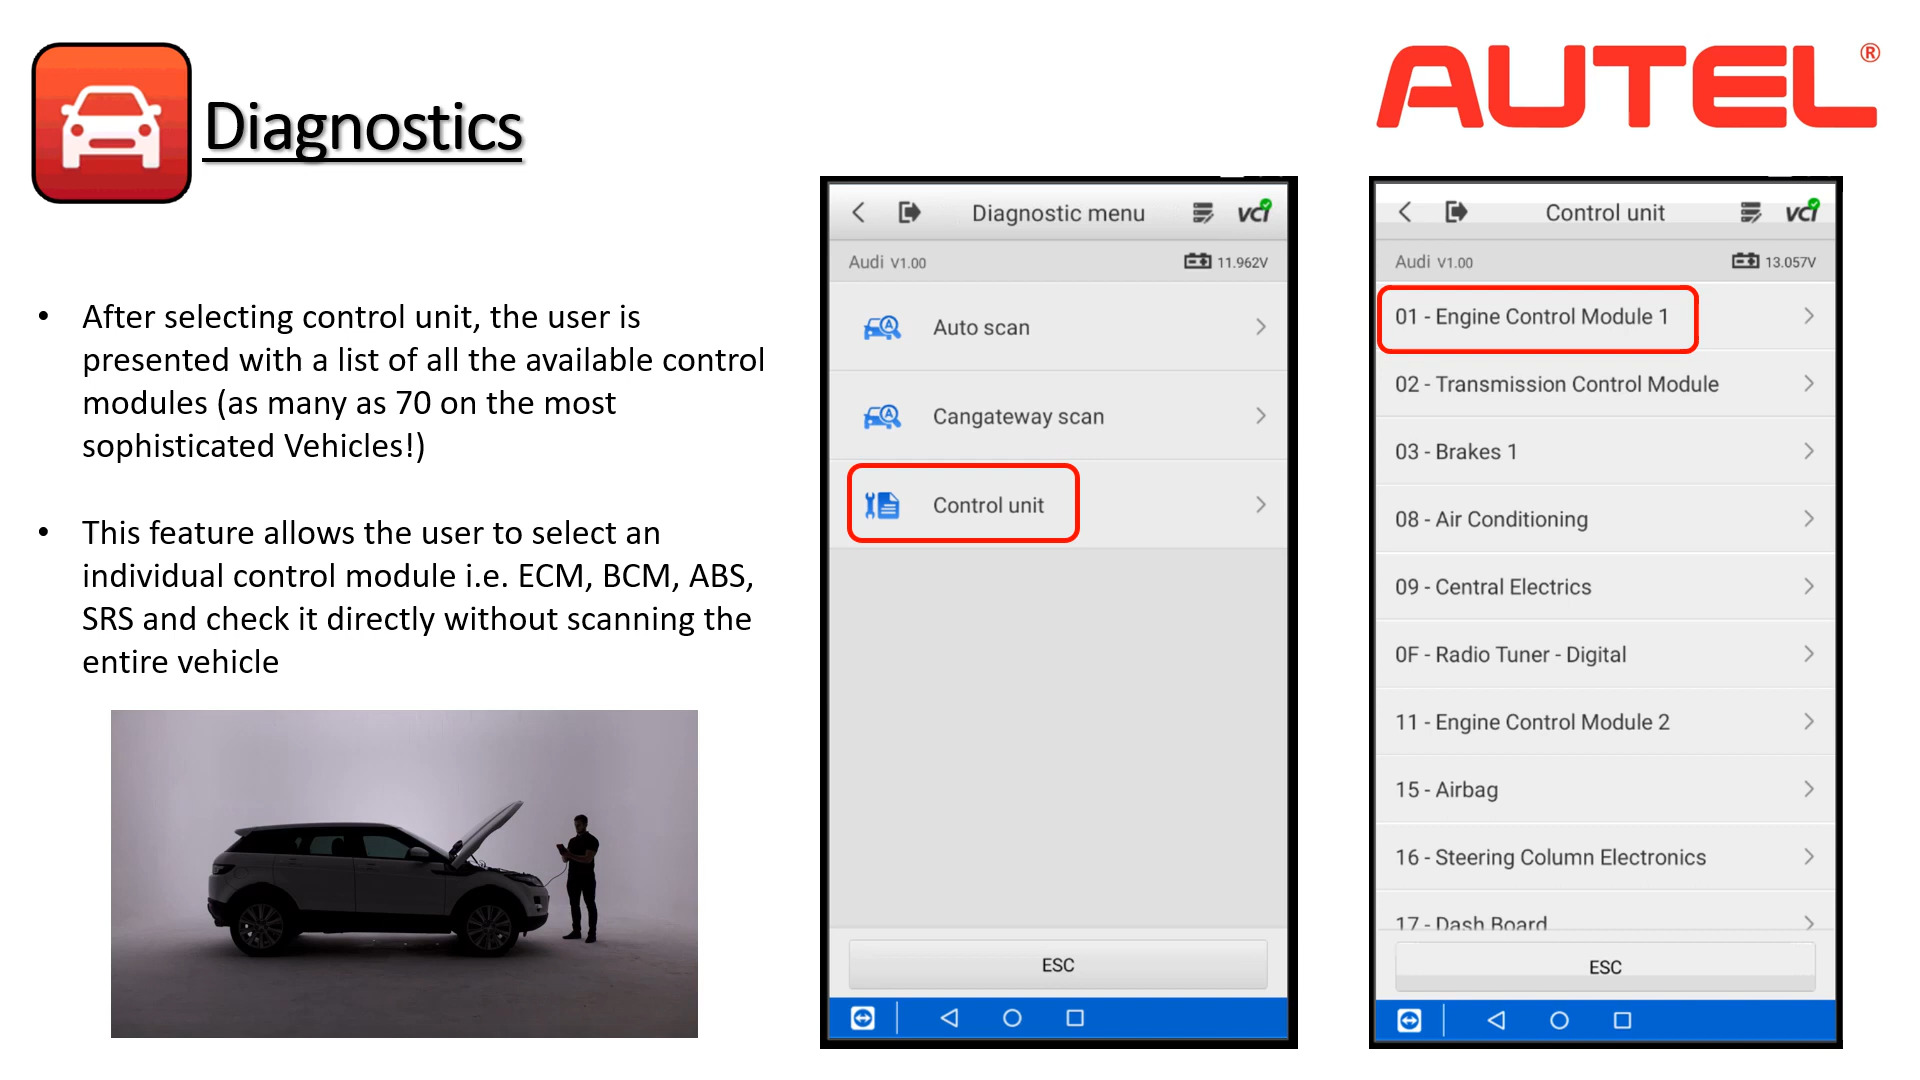 Diagnostics
AUTEL®
• After selecting control unit, the user is
presented with a list of all the available control
modules (as many as 70 on the most
sophisticated Vehicles!)
• This feature allows the user to select an
individual control module i.e. ECM, BCM, ABS,
SRS and check it directly without scanning the
entire vehicle
Diagnostic menu
VCI
Audi V1.00
11.962V
Auto scan
Cangateway scan
Control unit
ESC
Control unit
VCI
Audi V1.00
13.057V
01 - Engine Control Module 1
02 - Transmission Control Module
03 - Brakes 1
08 - Air Conditioning
09 - Central Electrics
0F - Radio Tuner - Digital
11 - Engine Control Module 2
15 - Airbag
16 - Steering Column Electronics
17 - Dash Board
ESC